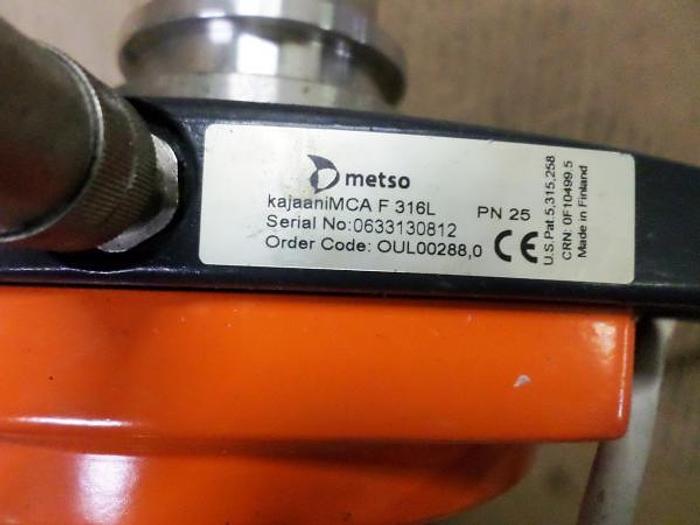 metso
kajaaniMCA F 316L PN 25
Serial No:0633130812
Order Code: OUL00288,0
CE
U.S.Pat.5,315,258
CRN: 0F10499.5
Made in Finland